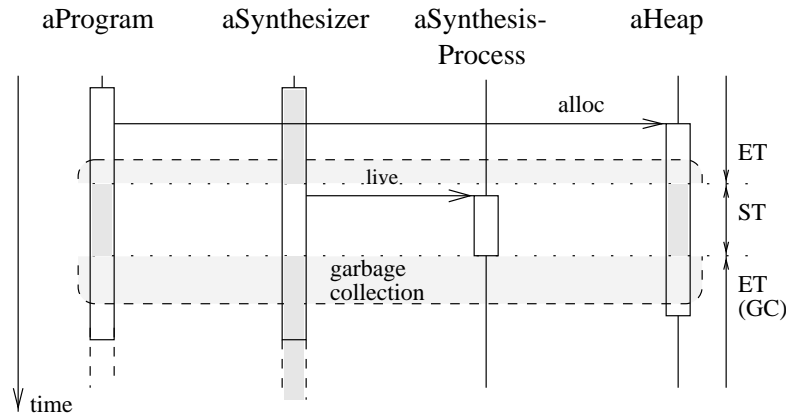 aProgram aSynthesizer aSynthesis- aHeap
Process
alloc
ET
live
ST
garbage
collection
ET
(GC)
time